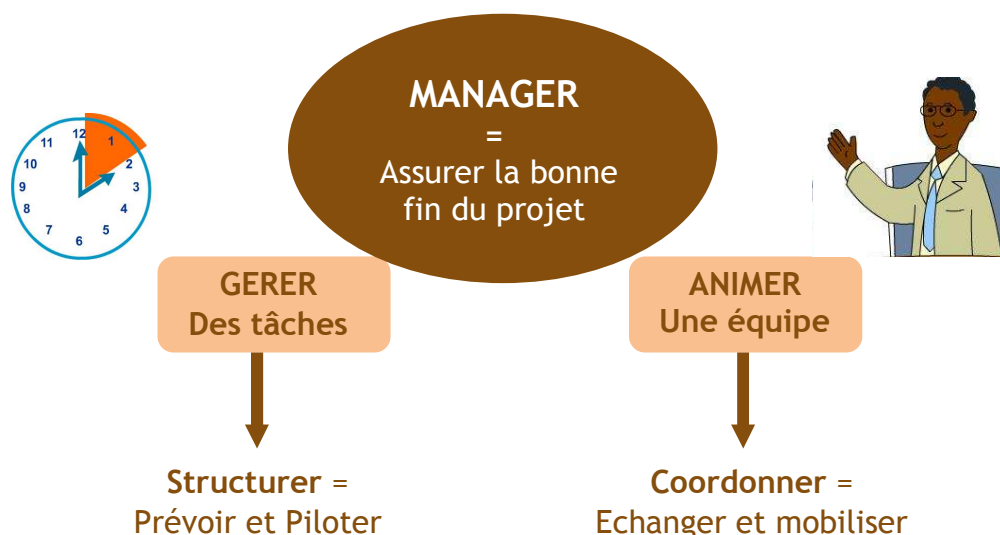 MANAGER
=
Assurer la bonne
fin du projet
12
1
2
3
4
5
6
7
8
9
10
11
GERER
Des tâches
ANIMER
Une équipe
Structurer =
Prévoir et Piloter
Coordonner =
Echanger et mobiliser